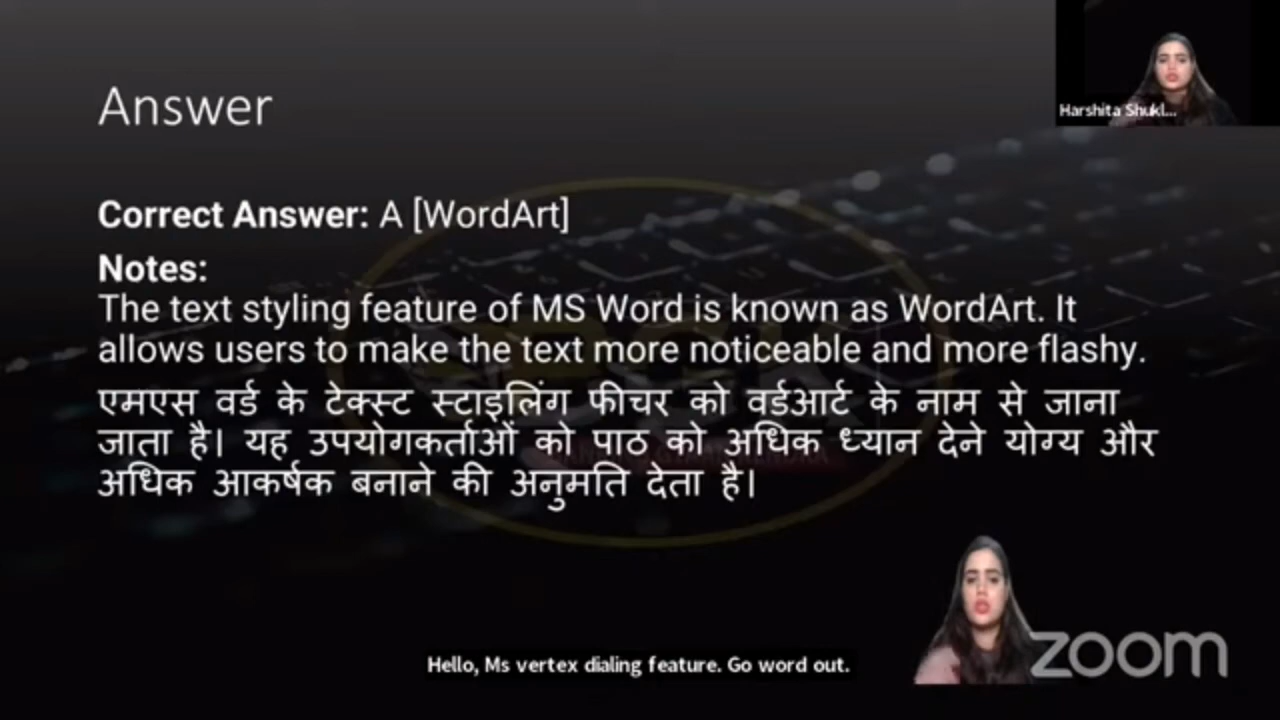 Answer
Harshita Shukl...
Correct Answer: A [WordArt]
Notes:
The text styling feature of MS Word is known as WordArt. It
allows users to make the text more noticeable and more flashy.
एमएस वर्ड के टेक्स्ट स्टाइलिंग फीचर को वर्डआर्ट के नाम से जाना
जाता है। यह उपयोगकर्ताओं को पाठ को अधिक ध्यान देने योग्य और
अधिक आकर्षक बनाने की अनुमति देता है।
Hello, Ms vertex dialing feature. Go word out.
zoom